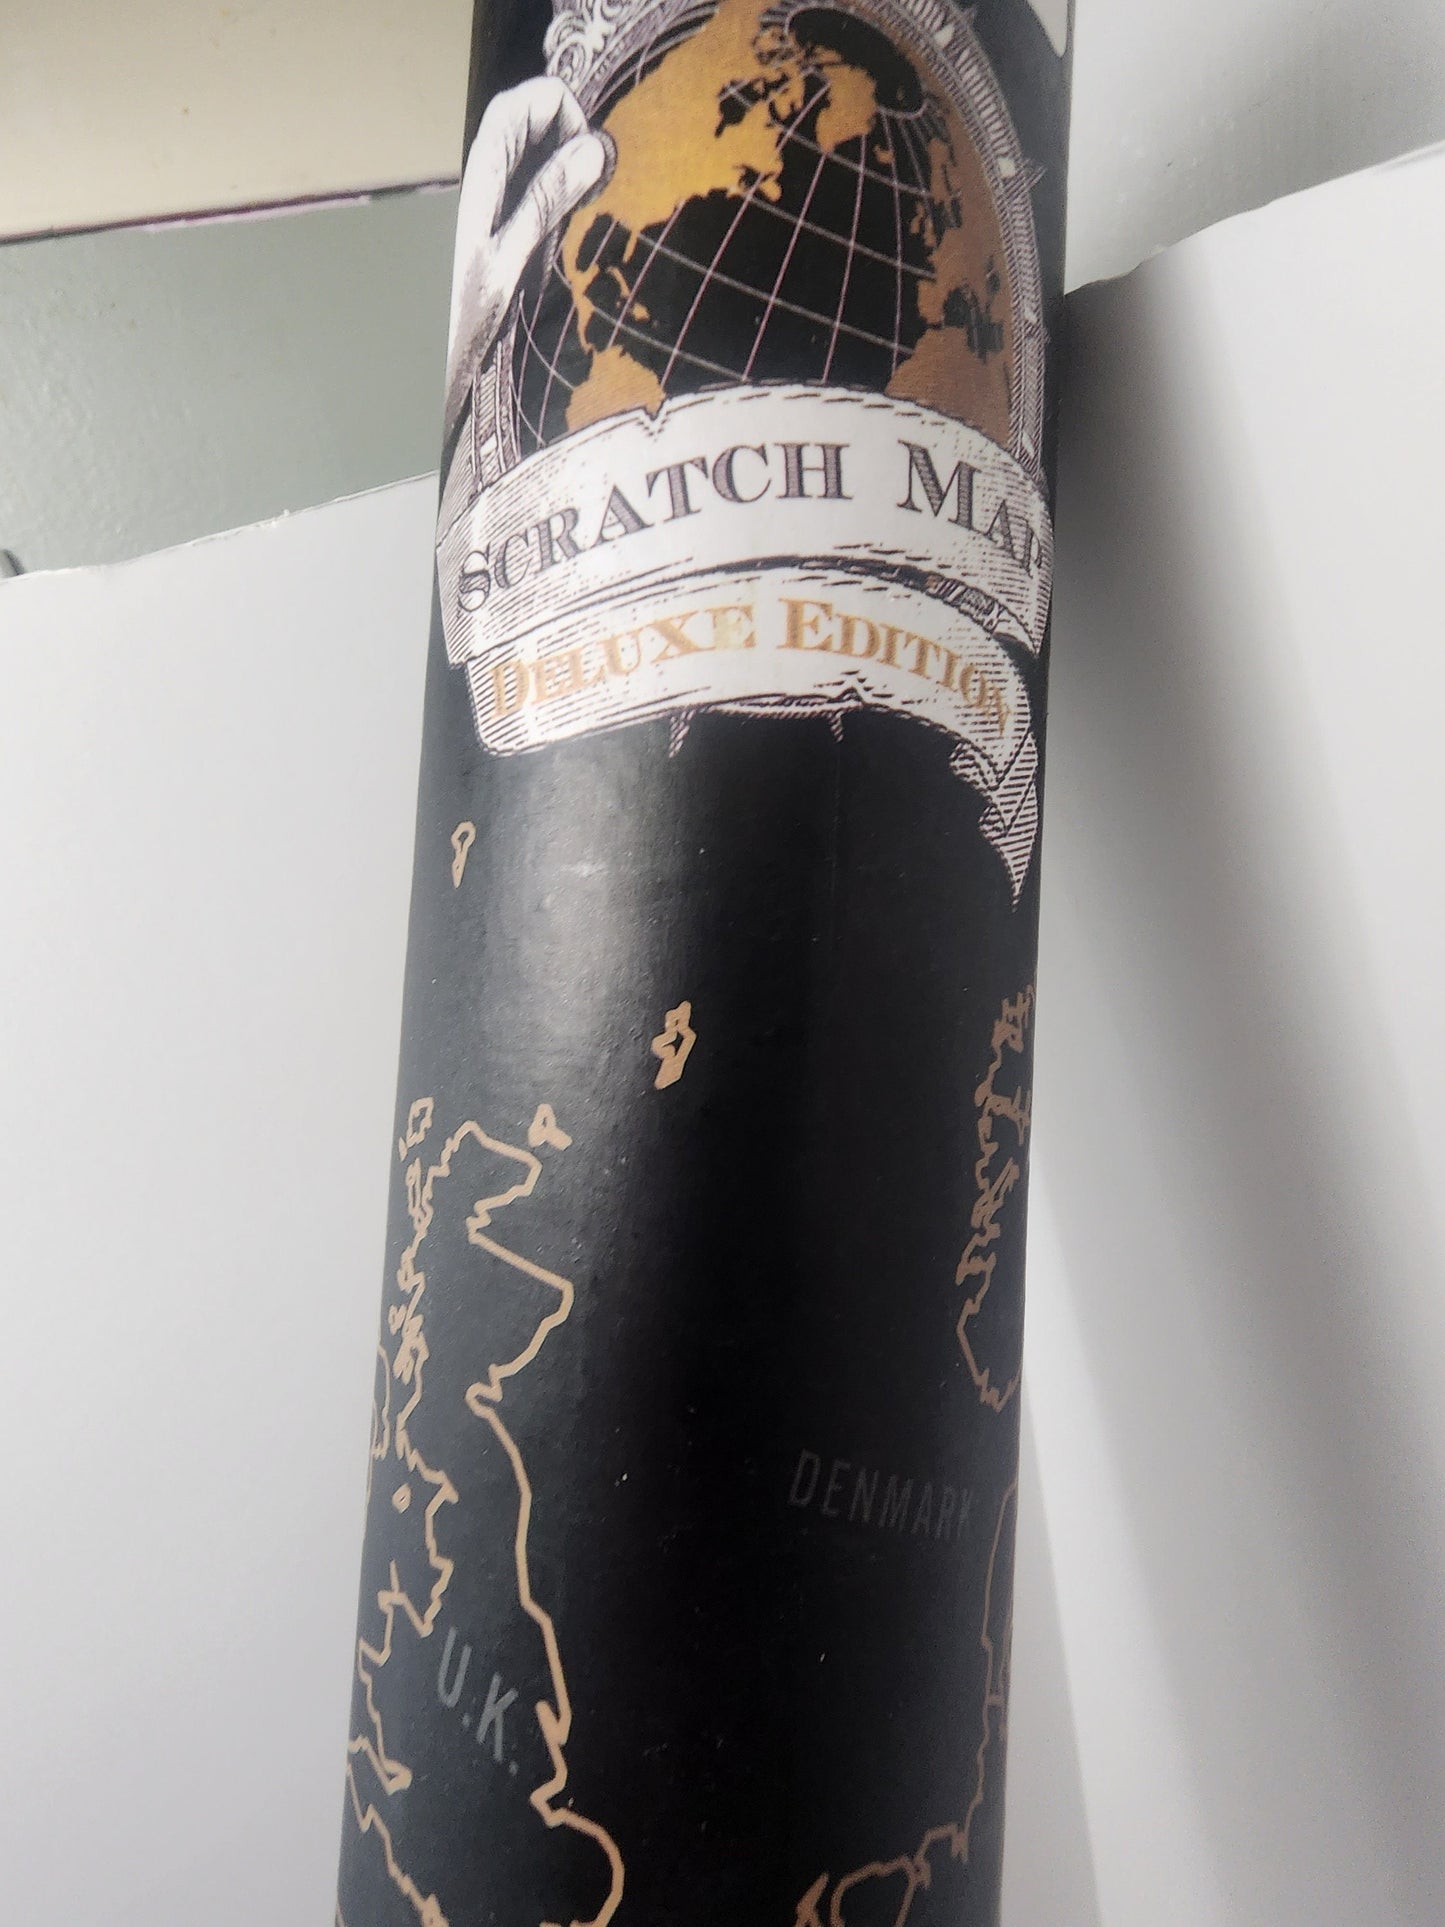 SCRATCH MAP
DELUXE EDITION
DENMARK
U.K.